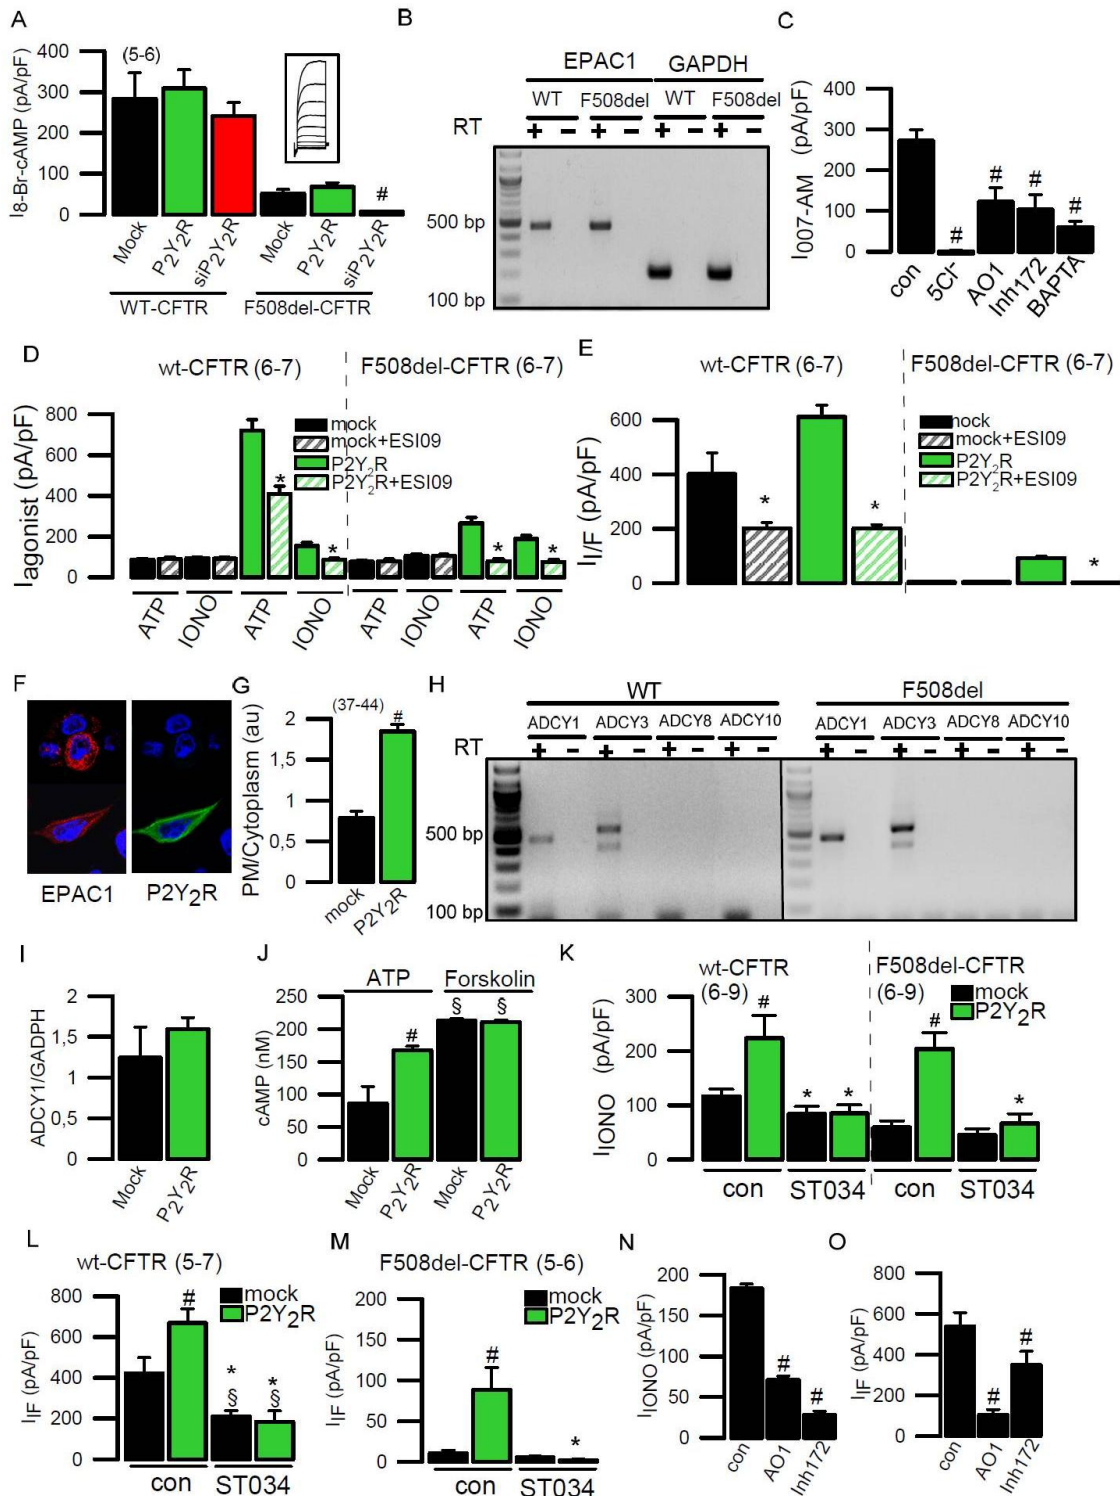 A
I8-Br-cAMP (pA/pF)
400
300
200
100
0
(5-6)
#
Mock
P2Y2R
siP2Y2R
Mock
P2Y2R
siP2Y2R
WT-CFTR
F508del-CFTR
B
EPAC1
GAPDH
WT
F508del
WT
F508del
RT
+ − + − + − + −
500 bp
100 bp
C
I007-AM (pA/pF)
400
300
200
100
0
# # # #
con
5Cl-
AO1
Inh172
BAPTA
D
wt-CFTR (6-7)
F508del-CFTR (6-7)
Iagonist (pA/pF)
800
600
400
200
0
mock
mock+ESI09
P2Y2R
P2Y2R+ESI09
* * * *
ATP
IONO
ATP
IONO
ATP
IONO
ATP
IONO
E
wt-CFTR (6-7)
F508del-CFTR (6-7)
I/F (pA/pF)
600
400
200
0
nock
mock+ESI09
P2Y2R
P2Y2R+ESI09
* * *
F
EPAC1
P2Y2R
G
PM/Cytoplasm (au)
2
1,5
1
0,5
0
(37-44)
#
mock
P2Y2R
H
WT
F508del
ADCY1 ADCY3 ADCY8 ADCY10
ADCY1 ADCY3 ADCY8 ADCY10
RT
+ − + − + − + −
+ − + − + − + −
500 bp
100 bp
I
ADCY1/GADPH
2
1,5
1
0,5
0
Mock
P2Y2R
J
ATP
Forskolin
cAMP (nM)
250
200
150
100
50
0
# § §
Mock
P2Y2R
Mock
P2Y2R
K
wt-CFTR
(6-9)
F508del-CFTR
(6-9)
mock
P2Y2R
IIONO (pA/pF)
300
200
100
0
# * * # *
con
ST034
con
ST034
L
wt-CFTR (5-7)
mock
P2Y2R
IIF (pA/pF)
800
600
400
200
0
#
* *
§ §
con
ST034
M
F508del-CFTR (5-6)
mock
P2Y2R
IIF (pA/pF)
200
150
100
50
0
# *
con
ST034
N
IIONO (pA/pF)
200
150
100
50
0
# #
con
AO1
Inh172
O
IIF (pA/pF)
800
600
400
200
0
# #
con
AO1
Inh172